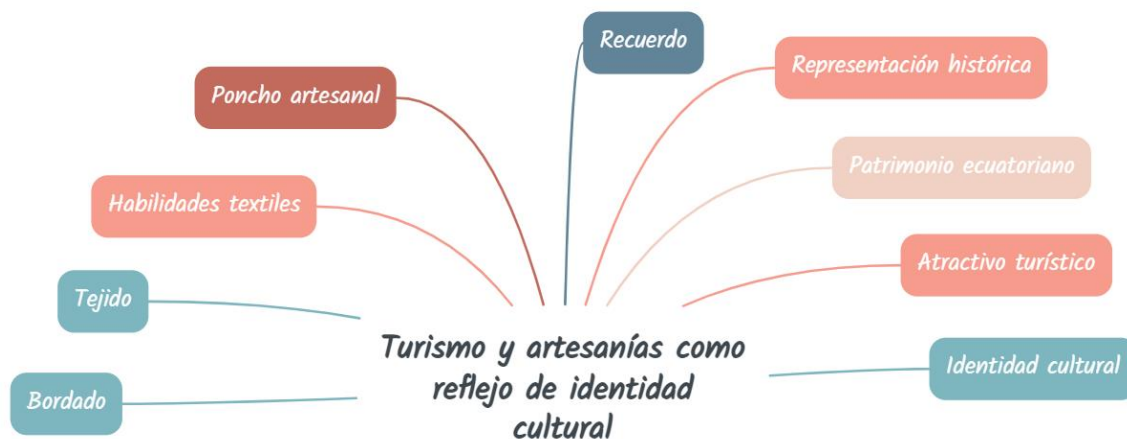 Recuerdo
Representación histórica
Poncho artesanal
Patrimonio ecuatoriano
Habilidades textiles
Atractivo turístico
Tejido
Identidad cultural
Bordado
Turismo y artesanías como
reflejo de identidad
cultural